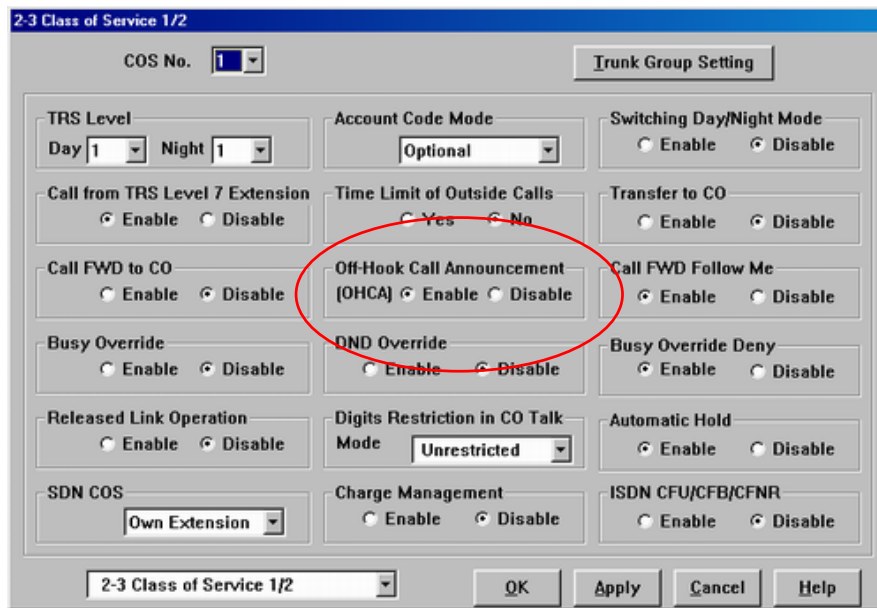 2-3 Class of Service 1/2
COS No. 1
Trunk Group Setting
TRS Level
Day 1 Night 1
Account Code Mode
Optional
Switching Day/Night Mode
Enable Disable
Call from TRS Level 7 Extension
Enable Disable
Time Limit of Outside Calls
Yes No
Transfer to CO
Enable Disable
Call FWD to CO
Enable Disable
Off-Hook Call Announcement
(OHCA) Enable Disable
Call FWD Follow Me
Enable Disable
Busy Override
Enable Disable
DND Override
Enable Disable
Busy Override Deny
Enable Disable
Released Link Operation
Enable Disable
Digits Restriction in CO Talk
Mode Unrestricted
Automatic Hold
Enable Disable
SDN COS
Own Extension
Charge Management
Enable Disable
ISDN CFU/CFB/CFNR
Enable Disable
2-3 Class of Service 1/2
OK Apply Cancel Help